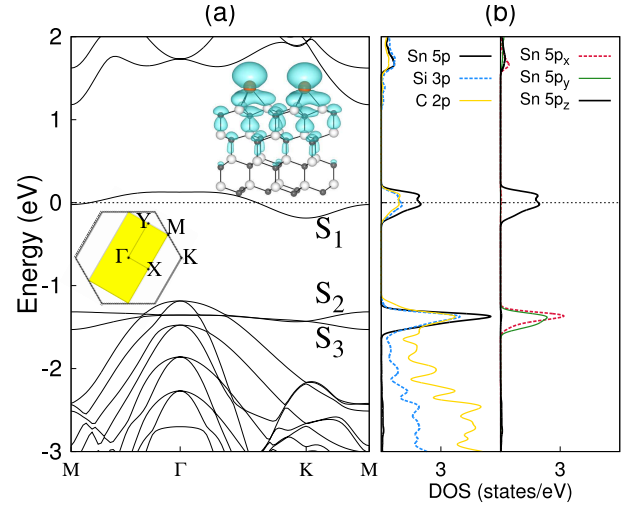 (a)
(b)
Energy (eV)
2
1
0
-1
-2
-3
S1
S2
S3
Y
M
Γ
K
X
M
Γ
K
M
Sn 5p
Si 3p
C 2p
Sn 5px
Sn 5py
Sn 5pz
3
3
DOS (states/eV)